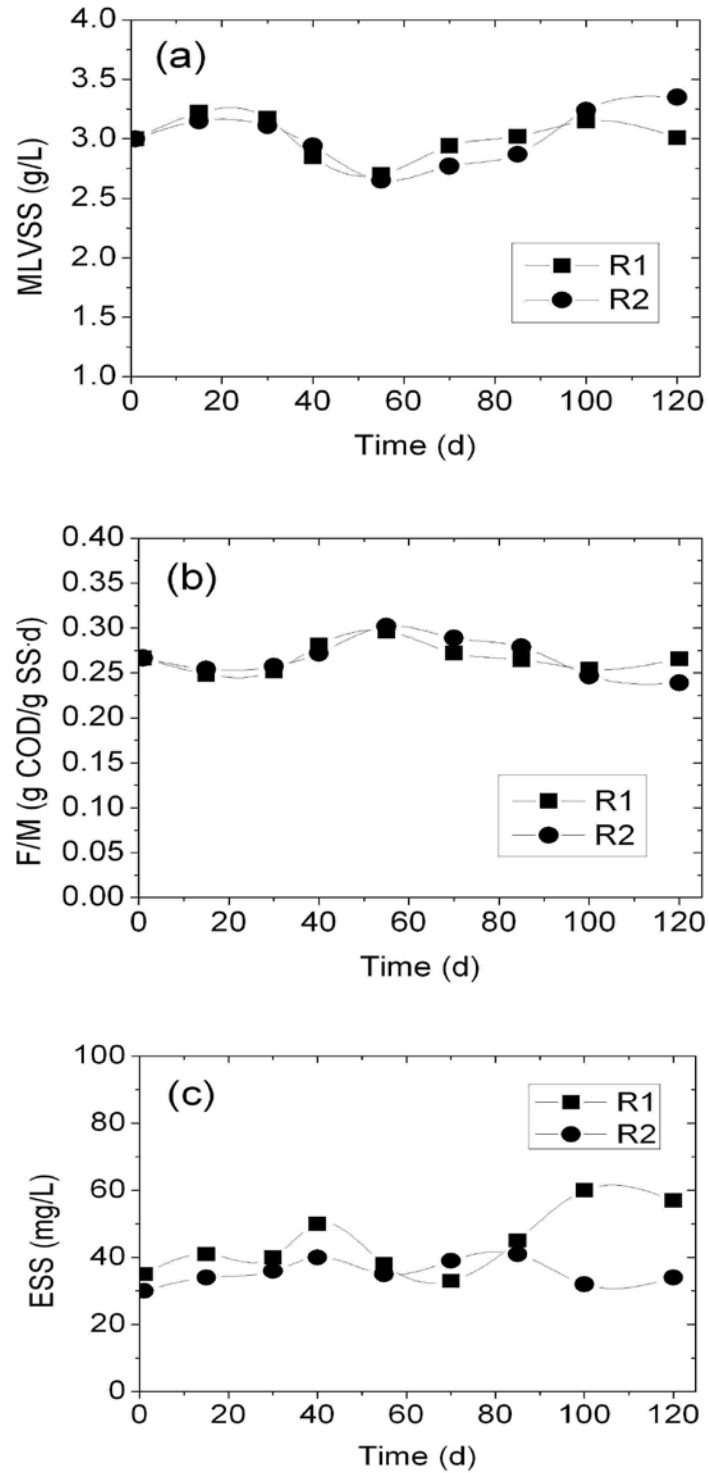 (a)
4.0
3.5
3.0
2.5
2.0
1.5
1.0
MLVSS (g/L)
R1
R2
0 20 40 60 80 100 120
Time (d)
(b)
0.40
0.35
0.30
0.25
0.20
0.15
0.10
0.05
0.00
F/M (g COD/g SS·d)
R1
R2
0 20 40 60 80 100 120
Time (d)
(c)
100
80
60
40
20
0
ESS (mg/L)
R1
R2
0 20 40 60 80 100 120
Time (d)